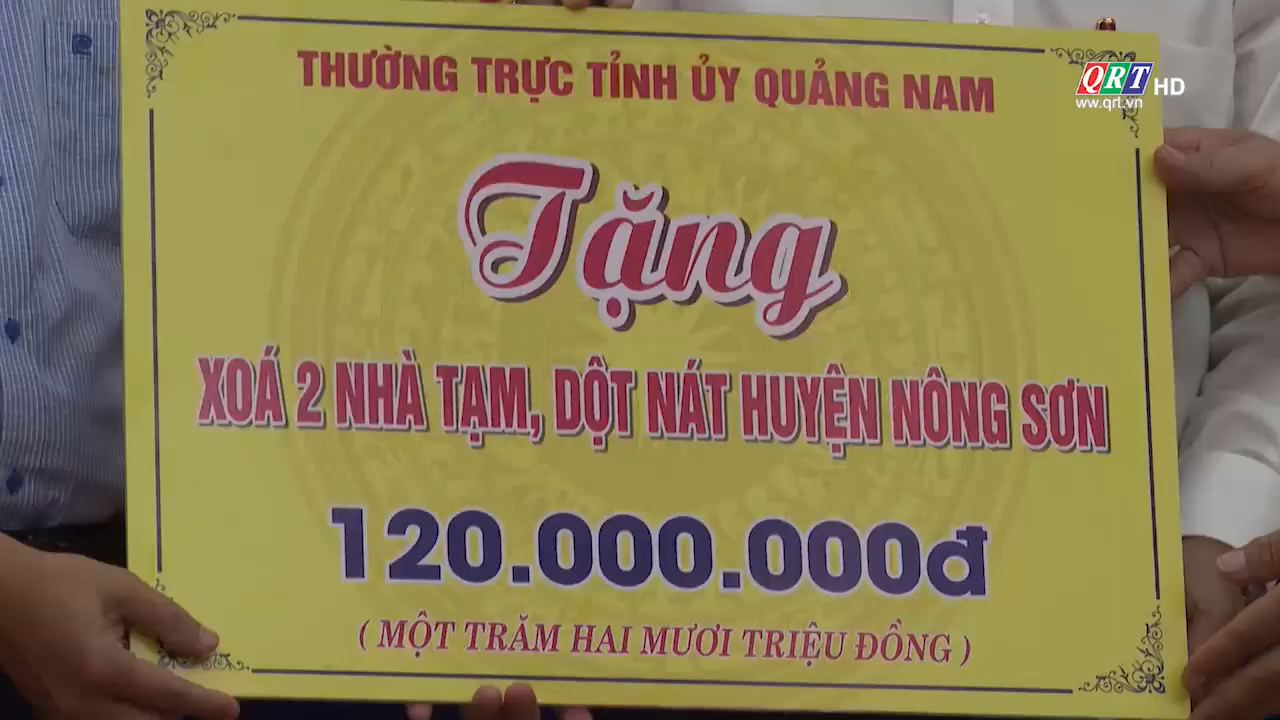 THƯỜNG TRỰC TỈNH ỦY QUẢNG NAM
QRT HD
ww.qrt.vn
Tặng
XOÁ 2 NHÀ TẠM, DỘT NÁT HUYỆN NÔNG SƠN
120.000.000đ
( MỘT TRĂM HAI MƯƠI TRIỆU ĐỒNG )